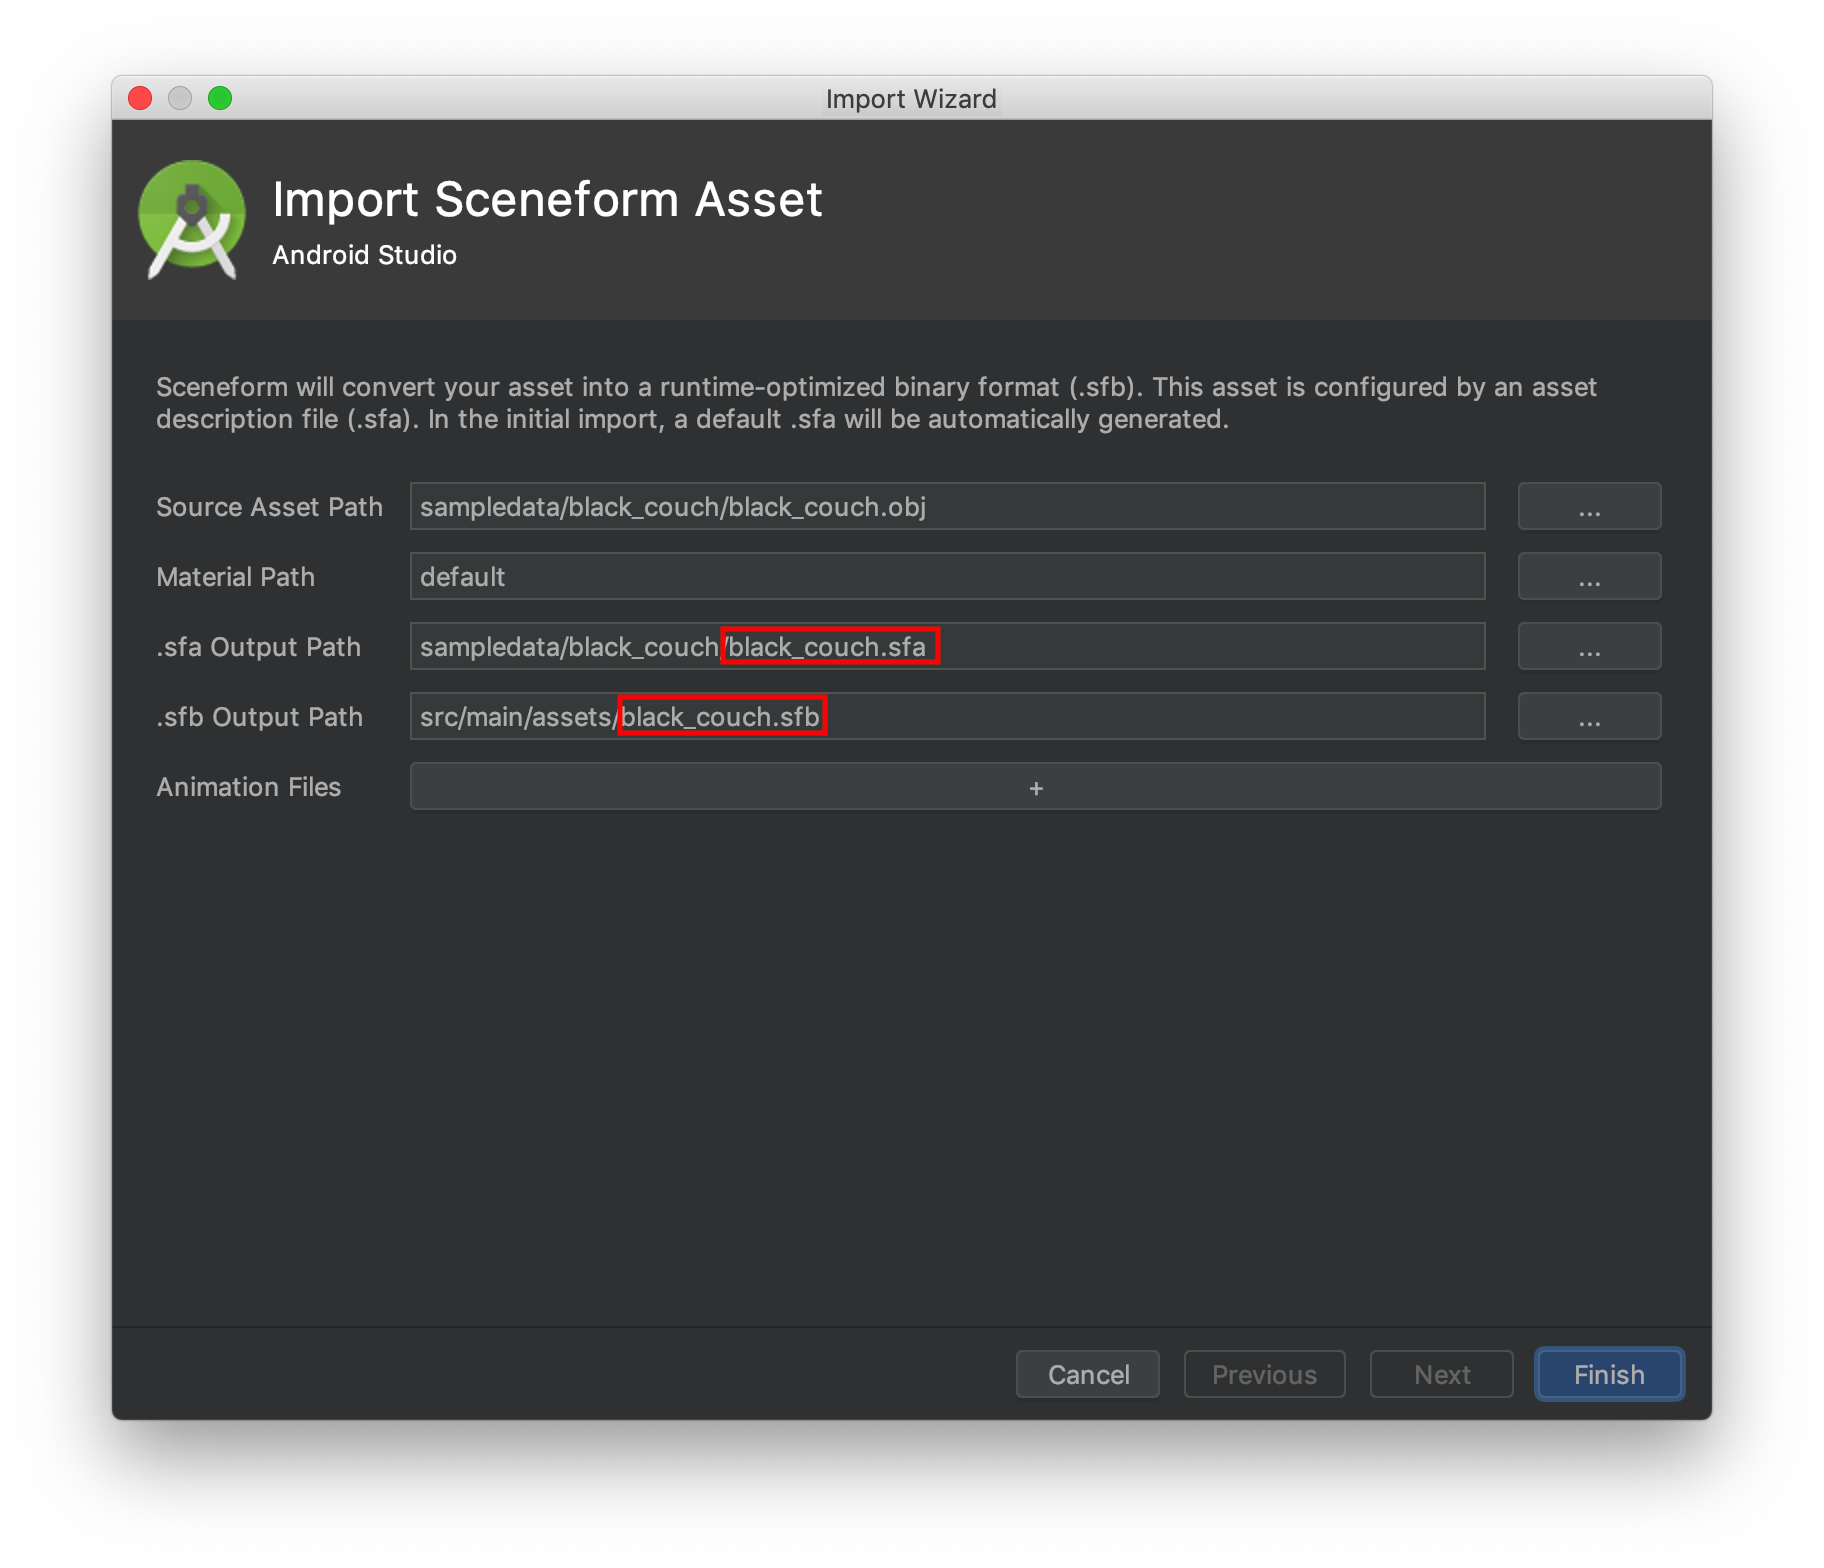 Import Wizard
Import Sceneform Asset
Android Studio
Sceneform will convert your asset into a runtime-optimized binary format (.sfb). This asset is configured by an asset
description file (.sfa). In the initial import, a default .sfa will be automatically generated.
Source Asset Path sampledata/black_couch/black_couch.obj ...
Material Path default ...
.sfa Output Path sampledata/black_couch/black_couch.sfa ...
.sfb Output Path src/main/assets/black_couch.sfb ...
Animation Files +
Cancel Previous Next Finish